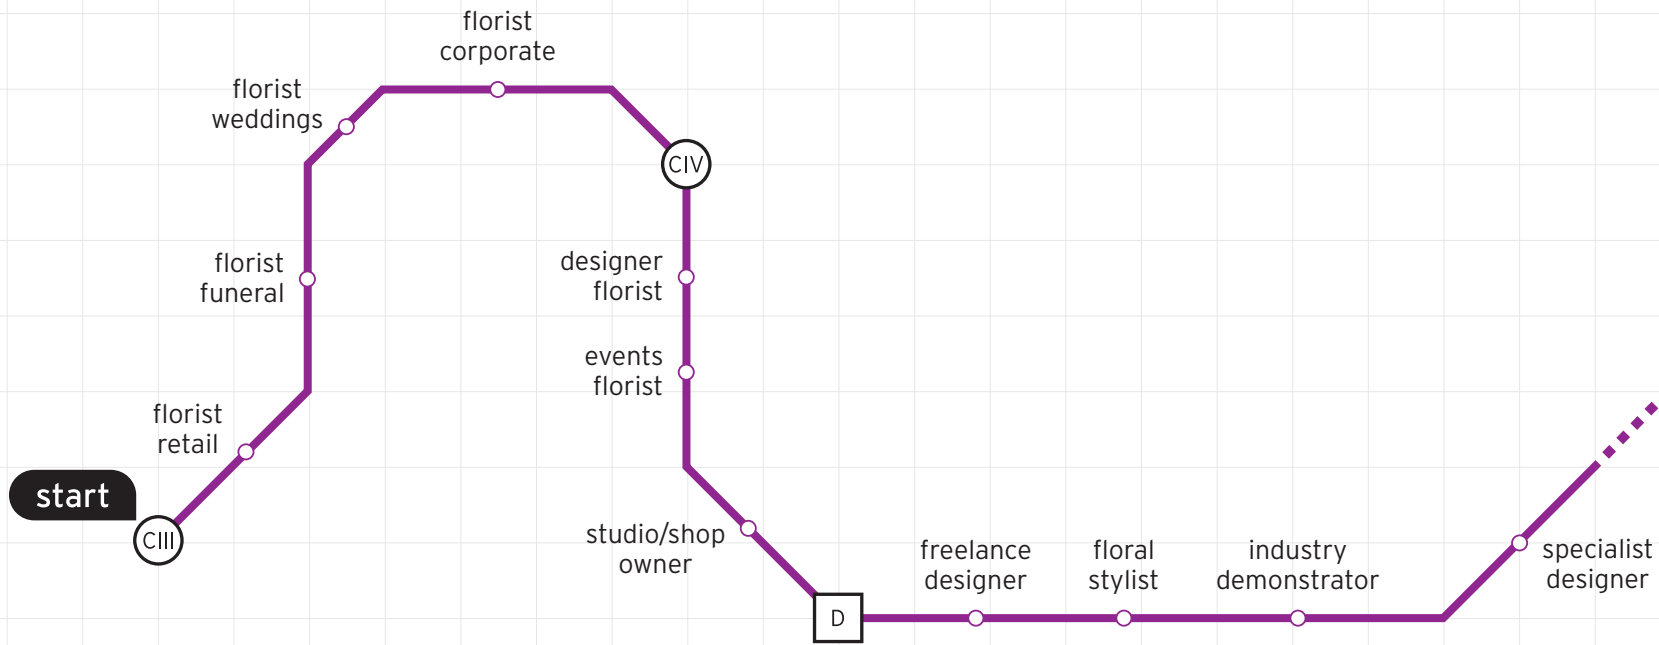 start
CIII
florist
retail
florist
funeral
florist
weddings
florist
corporate
CIV
designer
florist
events
florist
studio/shop
owner
D
freelance
designer
floral
stylist
industry
demonstrator
specialist
designer